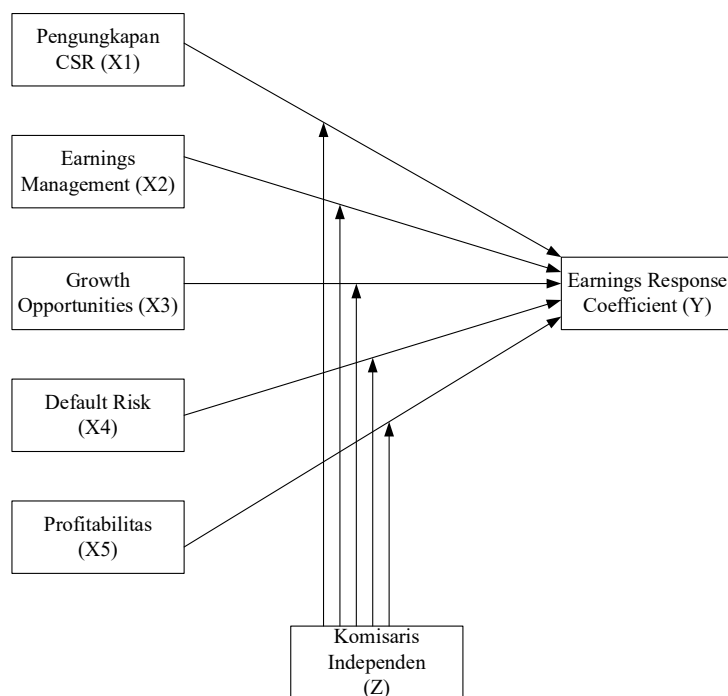 Pengungkapan
CSR (X1)
Earnings
Management (X2)
Growth
Opportunities (X3)
Earnings Response
Coefficient (Y)
Default Risk
(X4)
Profitabilitas
(X5)
Komisaris
Independen
(Z)